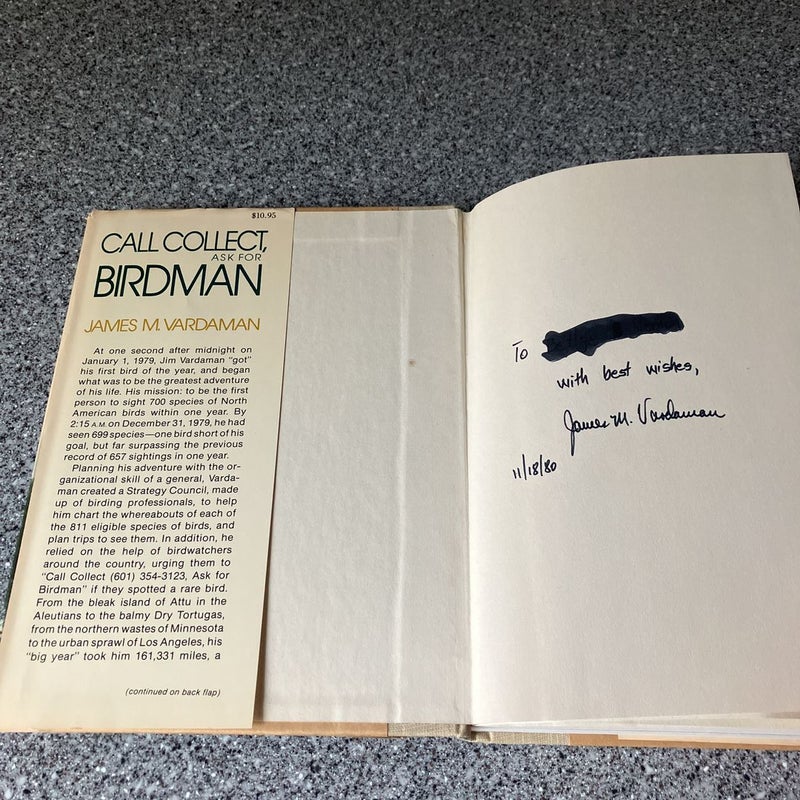 $10.95
CALL COLLECT,
ASK FOR
BIRDMAN
JAMES M. VARDAMAN
At one second after midnight on
January 1, 1979, Jim Vardaman “got”
his first bird of the year, and began
what was to be the greatest adventure
of his life. His mission: to be the first
person to sight 700 species of North
American birds within one year. By
2:15 A.M. on December 31, 1979, he had
seen 699 species—one bird short of his
goal, but far surpassing the previous
record of 657 sightings in one year.
Planning his adventure with the or-
ganizational skill of a general, Varda-
man created a Strategy Council, made
up of birding professionals, to help
him chart the whereabouts of each of
the 811 eligible species of birds, and
plan trips to see them. In addition, he
relied on the help of birdwatchers
around the country, urging them to
“Call Collect (601) 354-3123, Ask for
Birdman” if they spotted a rare bird.
From the bleak island of Attu in the
Aleutians to the balmy Dry Tortugas,
from the northern wastes of Minnesota
to the urban sprawl of Los Angeles, his
“big year” took him 161,331 miles, a
(continued on back flap)
To
with best wishes,
James M. Vardaman
11/18/80